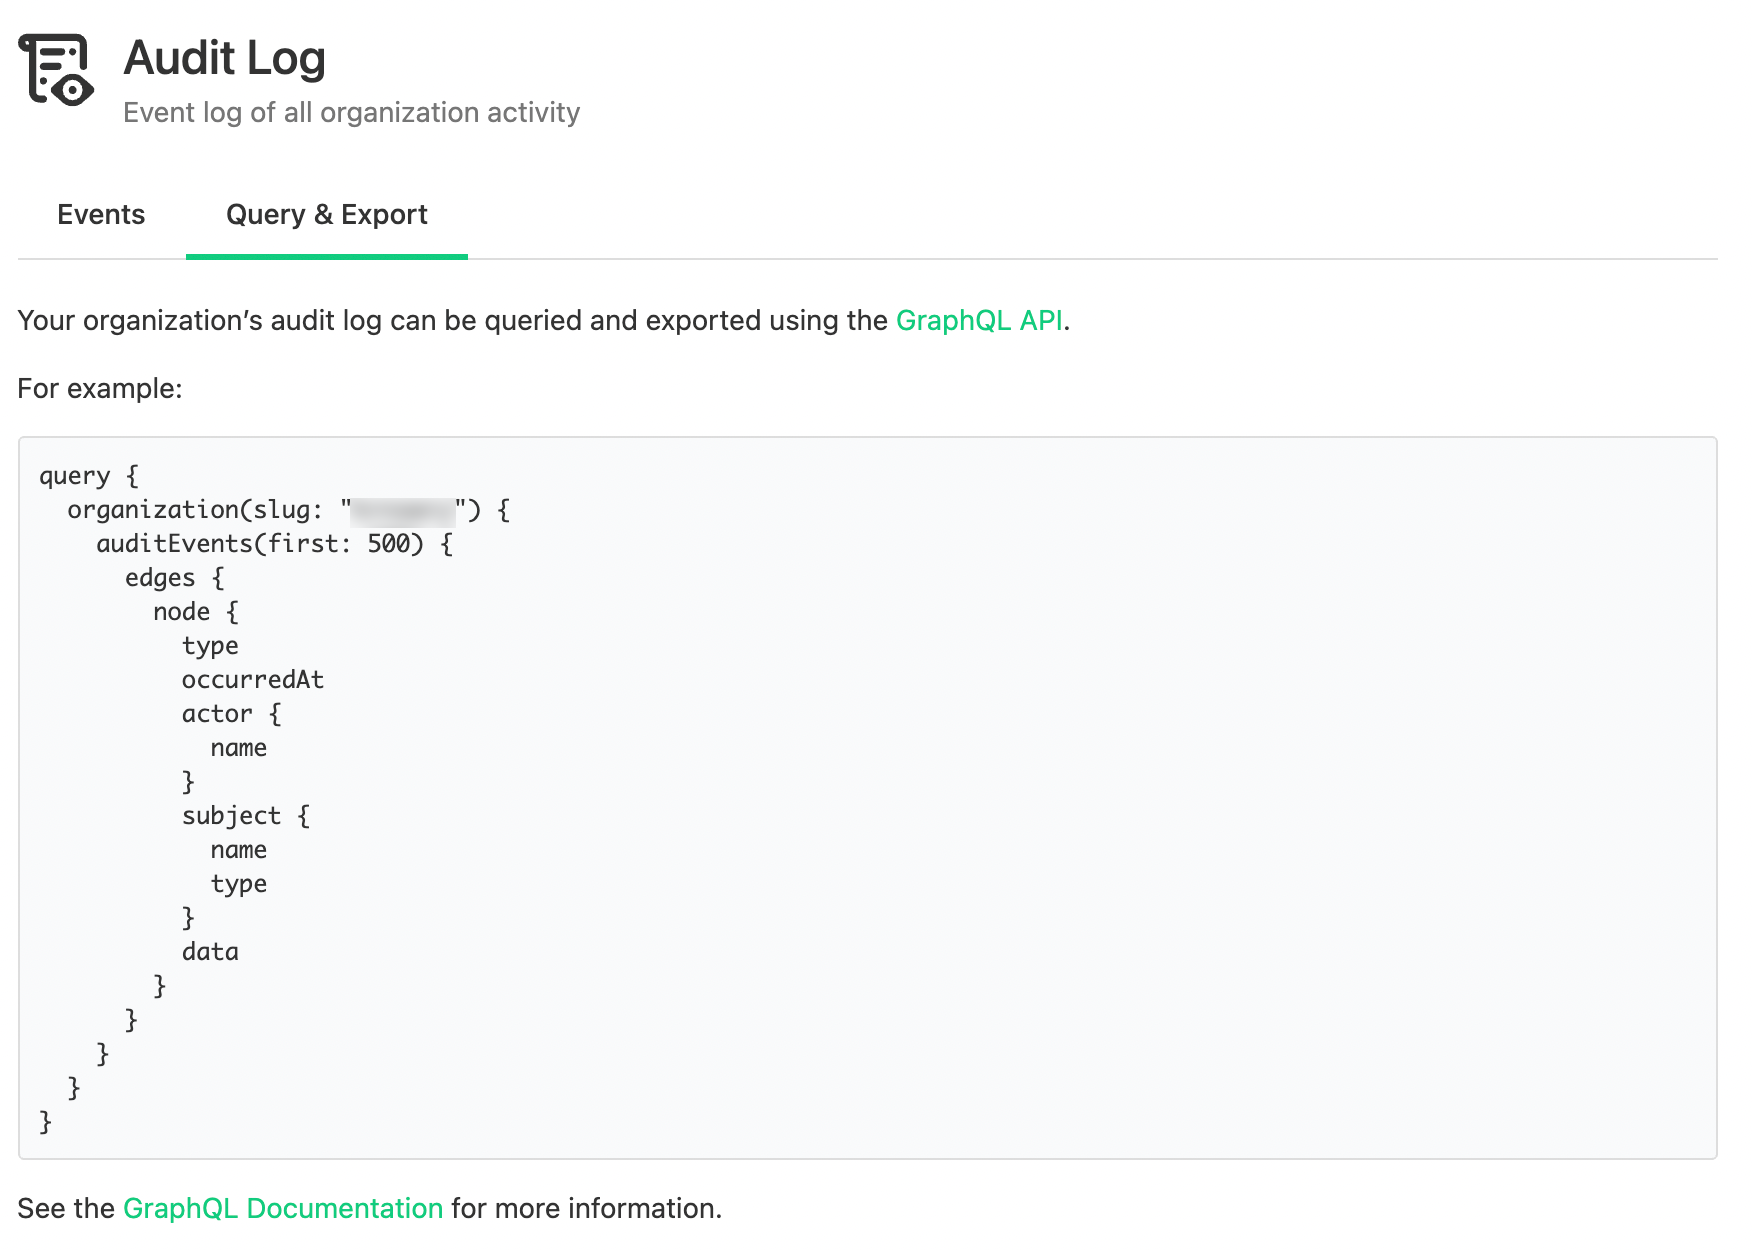 Audit Log
Event log of all organization activity
Events
Query & Export
Your organization’s audit log can be queried and exported using the GraphQL API.
For example:
query {
  organization(slug: "") {
    auditEvents(first: 500) {
      edges {
        node {
          type
          occurredAt
          actor {
            name
          }
          subject {
            name
            type
          }
          data
        }
      }
    }
  }
}
See the GraphQL Documentation for more information.